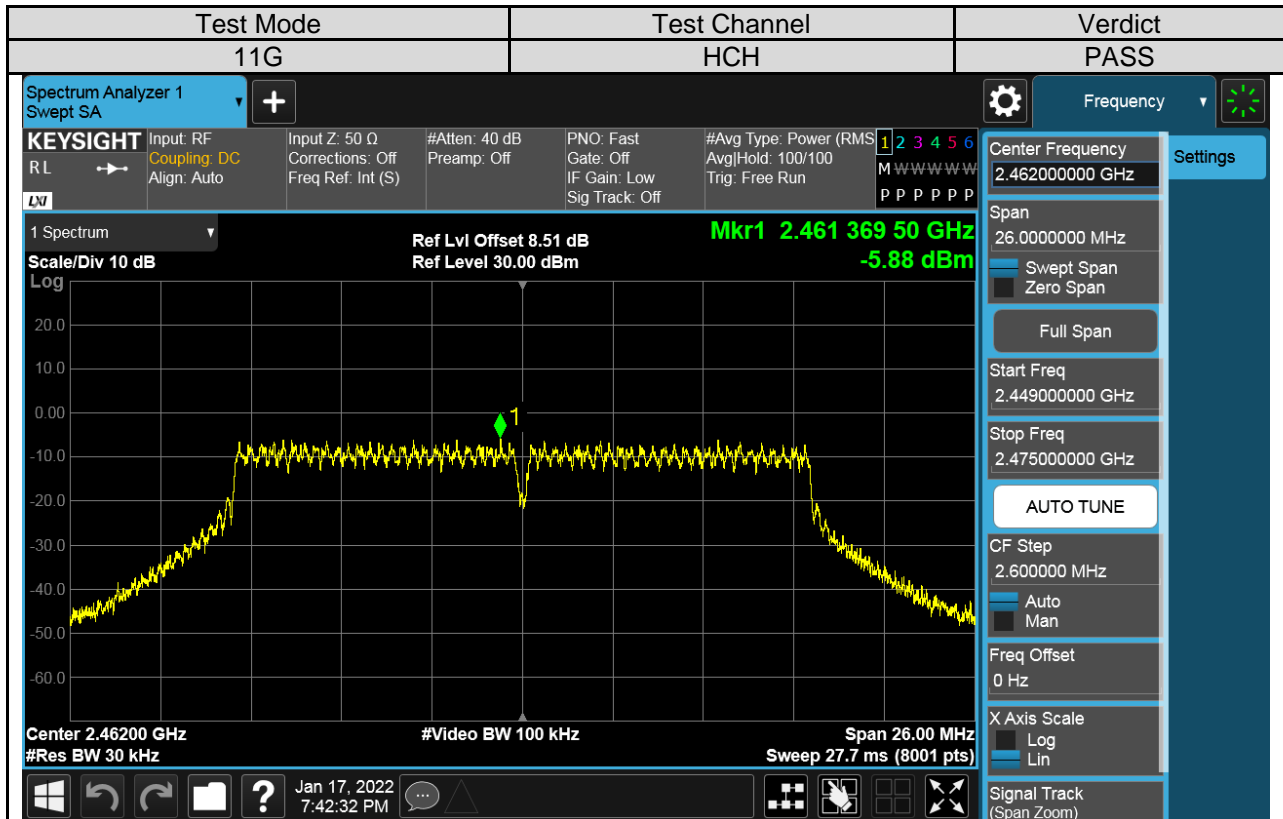 Test Mode Test Channel Verdict
11G HCH PASS
Spectrum Analyzer 1
Swept SA
Frequency
KEYSIGHT
RL
LXI
Input: RF
Coupling: DC
Align: Auto
Input Z: 50 Ω
Corrections: Off
Freq Ref: Int (S)
#Atten: 40 dB
Preamp: Off
PNO: Fast
Gate: Off
IF Gain: Low
Sig Track: Off
#Avg Type: Power (RMS
Avg|Hold: 100/100
Trig: Free Run
1 2 3 4 5 6
M W W W W W
P P P P P P
1 Spectrum
Scale/Div 10 dB
Log
Ref Lvl Offset 8.51 dB
Ref Level 30.00 dBm
Mkr1 2.461 369 50 GHz
-5.88 dBm
20.0
10.0
0.00
-10.0
-20.0
-30.0
-40.0
-50.0
-60.0
1
Center 2.46200 GHz
#Res BW 30 kHz
#Video BW 100 kHz
Span 26.00 MHz
Sweep 27.7 ms (8001 pts)
Jan 17, 2022
7:42:32 PM
Center Frequency
2.462000000 GHz
Settings
Span
26.0000000 MHz
Swept Span
Zero Span
Full Span
Start Freq
2.449000000 GHz
Stop Freq
2.475000000 GHz
AUTO TUNE
CF Step
2.600000 MHz
Auto
Man
Freq Offset
0 Hz
X Axis Scale
Log
Lin
Signal Track
(Span Zoom)